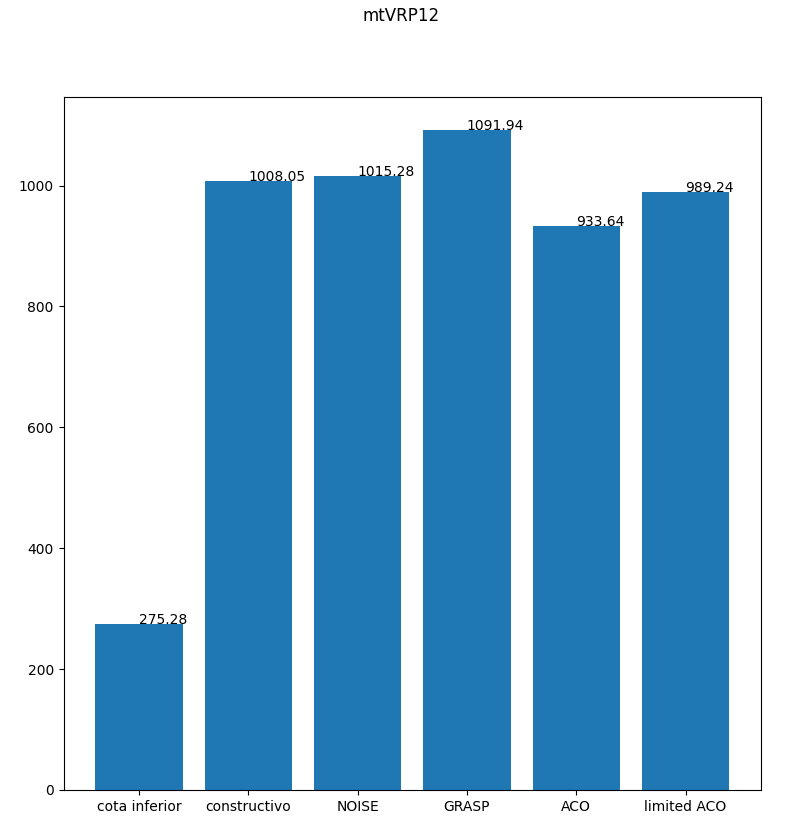 mtVRP12
1091.94
1008.05
1015.28
989.24
933.64
275.28
1000
800
600
400
200
0
cota inferior
constructivo
NOISE
GRASP
ACO
limited ACO